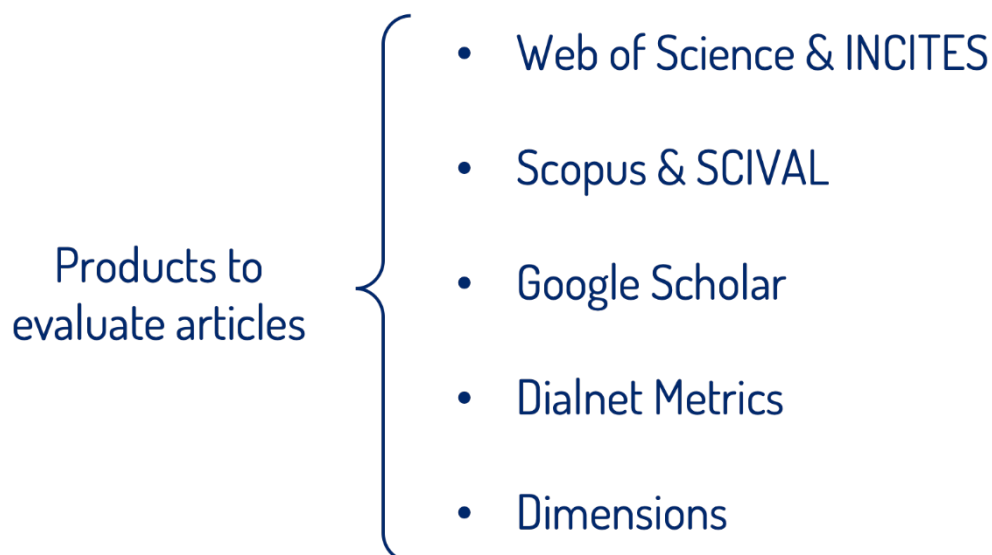 Products to
evaluate articles
• Web of Science & INCITES
• Scopus & SCIVAL
• Google Scholar
• Dialnet Metrics
• Dimensions